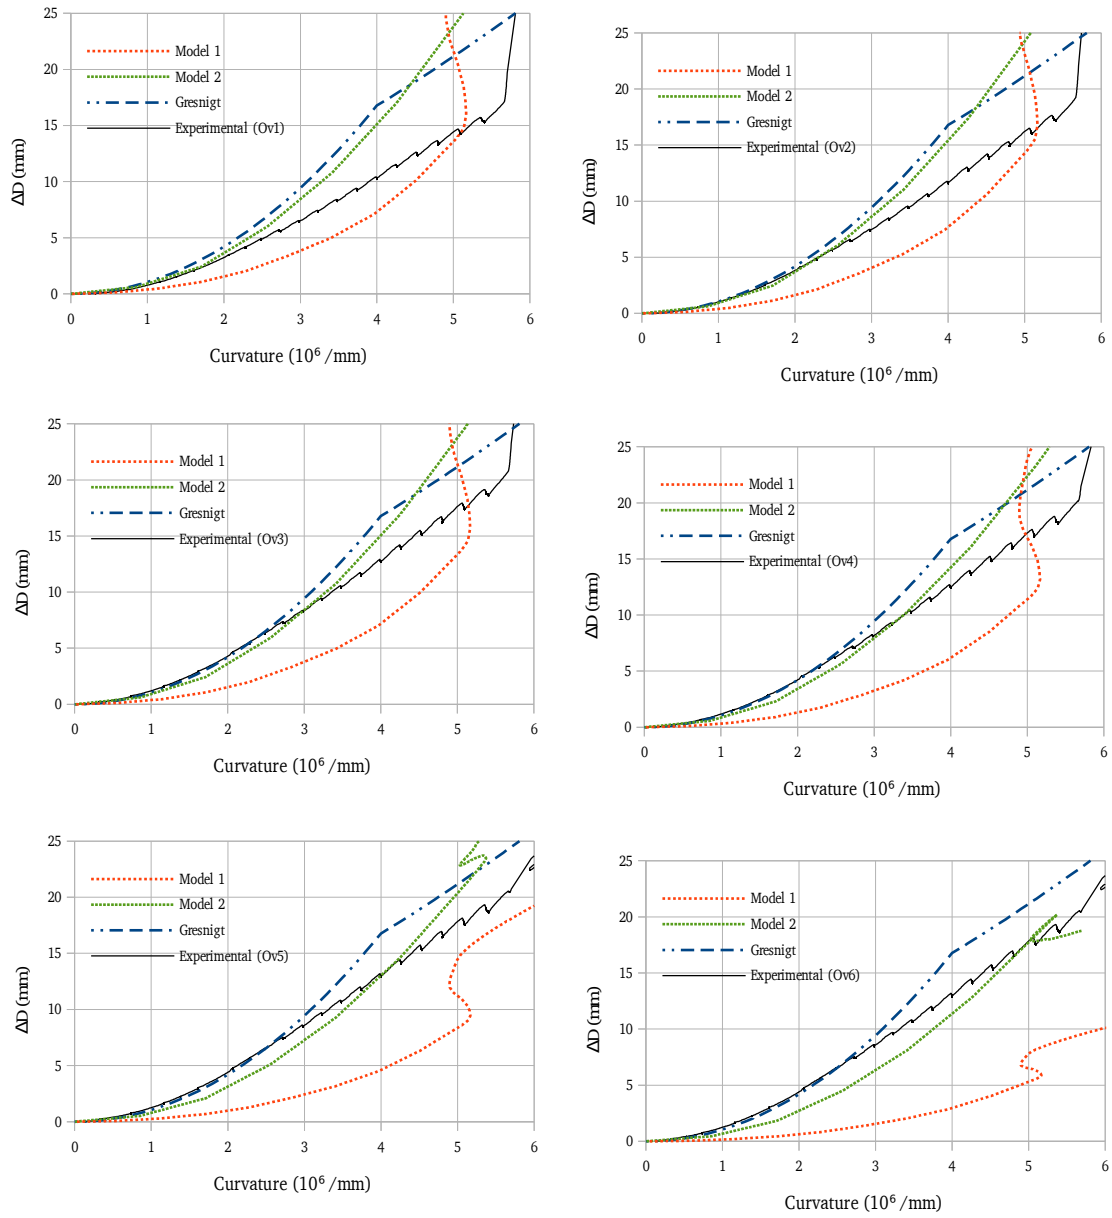 25
20
15
10
5
0
ΔD (mm)
Model 1
Model 2
Gresnigt
Experimental (Ov1)
0 1 2 3 4 5 6
Curvature (10⁶ /mm)
25
20
15
10
5
0
ΔD (mm)
Model 1
Model 2
Gresnigt
Experimental (Ov2)
0 1 2 3 4 5 6
Curvature (10⁶ /mm)
25
20
15
10
5
0
ΔD (mm)
Model 1
Model 2
Gresnigt
Experimental (Ov3)
0 1 2 3 4 5 6
Curvature (10⁶ /mm)
25
20
15
10
5
0
ΔD (mm)
Model 1
Model 2
Gresnigt
Experimental (Ov4)
0 1 2 3 4 5 6
Curvature (10⁶ /mm)
25
20
15
10
5
0
ΔD (mm)
Model 1
Model 2
Gresnigt
Experimental (Ov5)
0 1 2 3 4 5 6
Curvature (10⁶ /mm)
25
20
15
10
5
0
ΔD (mm)
Model 1
Model 2
Gresnigt
Experimental (Ov6)
0 1 2 3 4 5 6
Curvature (10⁶ /mm)